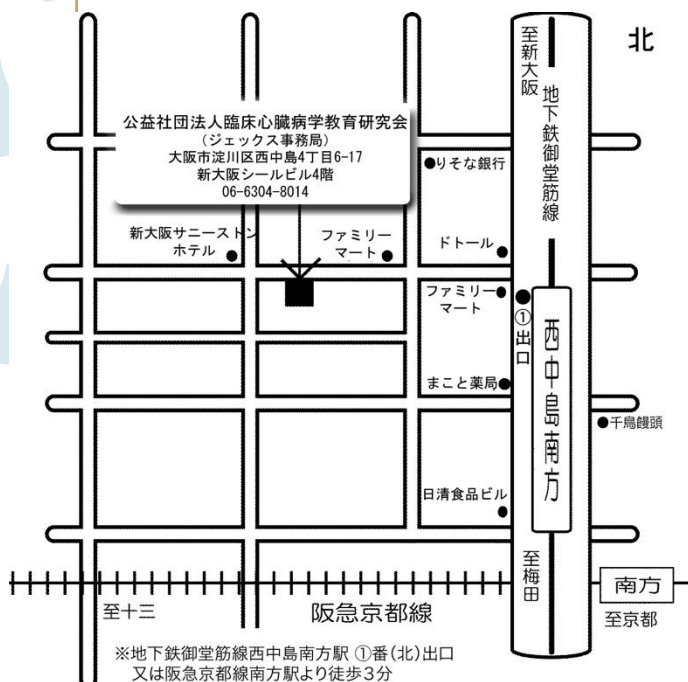 至新大阪
北
地下鉄御堂筋線
公益社団法人臨床心臓病学教育研究会
(ジェックス事務局)
大阪市淀川区西中島4丁目6-17
新大阪シールビル4階
06-6304-8014
●りそな銀行
新大阪サニーストン
ホテル
ファミリー
マート
ドトール
ファミリー
マート
①出口
西中島南方
まこと薬局
千鳥饅頭
日清食品ビル
至梅田
南方
至十三
阪急京都線
至京都
※地下鉄御堂筋線西中島南方駅 ①番(北)出口
又は阪急京都線南方駅より徒歩3分